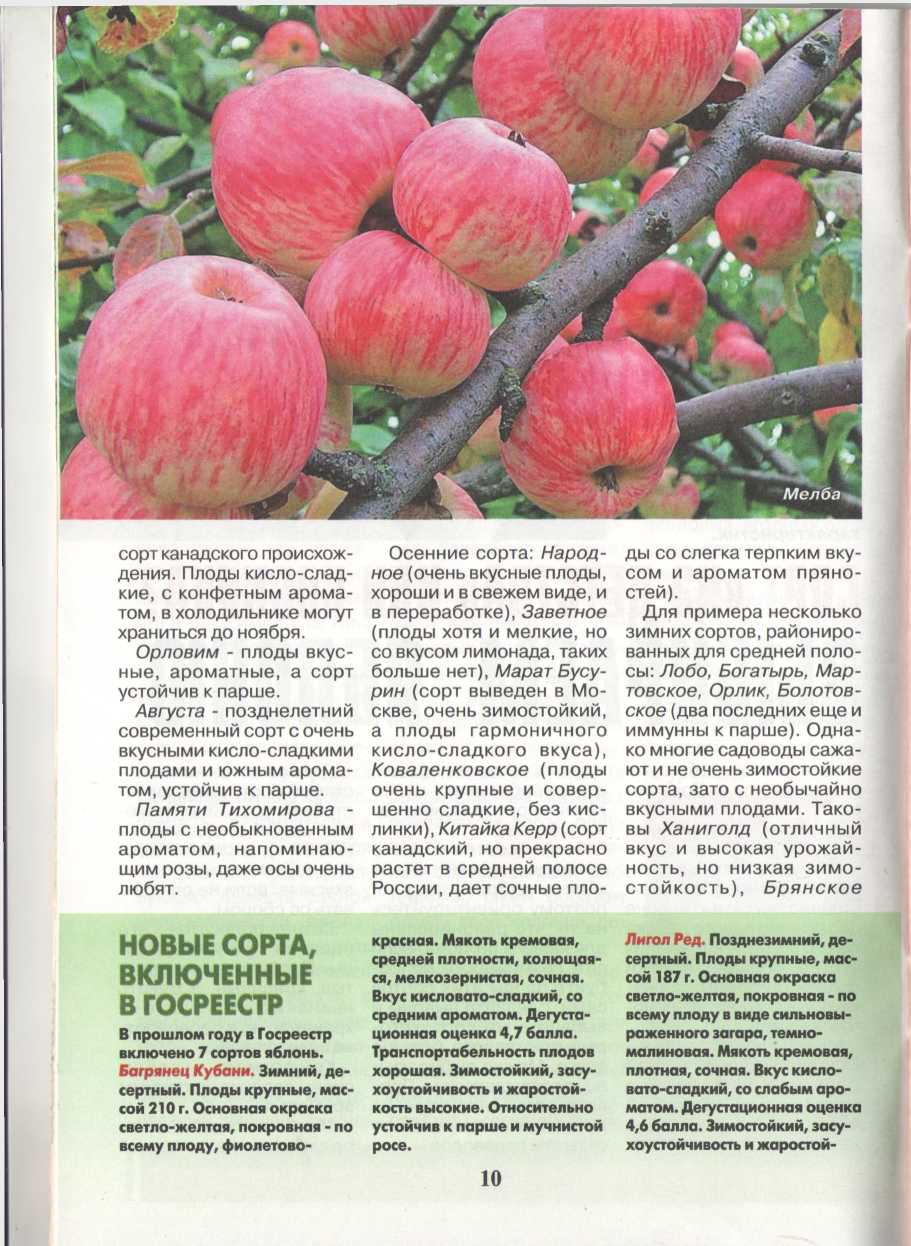 Мелба
сорт канадского происхож-
дения. Плоды кисло-слад-
кие, с конфетным арома-
том, в холодильнике могут
храниться до ноября.
Орловим - плоды вкус-
ные, ароматные, а сорт
устойчив к парше.
Августа - позднелетний
современный сорт с очень
вкусными кисло-сладкими
плодами и южным арома-
том, устойчив к парше.
Памяти Тихомирова -
плоды с необыкновенным
ароматом, напоминаю-
щим розы, даже осы очень
любят.
Осенние сорта: Народ-
ное (очень вкусные плоды,
хороши и в свежем виде, и
в переработке), Заветное
(плоды хотя и мелкие, но
со вкусом лимонада, таких
больше нет), Марат Бусу-
рин (сорт выведен в Мо-
скве, очень зимостойкий,
а плоды гармоничного
кисло-сладкого вкуса),
Коваленковское (плоды
очень крупные и совер-
шенно сладкие, без кис-
линки), Китайка Керр (сорт
канадский, но прекрасно
растет в средней полосе
России, дает сочные пло-
ды со слегка терпким вку-
сом и ароматом пряно-
стей).
Для примера несколько
зимних сортов, районро-
ванных для средней поло-
сы: Лобо, Богатырь, Мар-
товское, Орлик, Болотов-
ское (два последних еще и
иммунны к парше). Одна-
ко многие садоводы сажа-
ют и не очень зимостойкие
сорта, зато с необычайно
вкусными плодами. Тако-
вы Ханиголд (отличный
вкус и высокая урожай-
ность, но низкая зимо-
стойкость), Брянское
НОВЫЕ СОРТА,
ВКЛЮЧЕННЫЕ
В ГОСРЕЕСТР
В прошлом году в Госреестр
включено 7 сортов яблонь.
Багрянец Кубани. Зимний, де-
сертный. Плоды крупные, мас-
сой 210 г. Основная окраска
светло-желтая, покровная - по
всему плоду, фиолетово-
красная. Мякоть кремовая,
средней плотности, колющая-
ся, мелкозернистая, сочная.
Вкус кисловато-сладкий, со
средним ароматом. Дегуста-
ционная оценка 4,7 балла.
Транспортабельность плодов
хорошая. Зимостойкий, засу-
хоустойчивость и жаростой-
кость высокие. Относительно
устойчив к парше и мучнистой
росе.
Лигол Ред. Позднезимний, де-
сертный. Плоды крупные, мас-
сой 187 г. Основная окраска
светло-желтая, покровная - по
всему плоду в виде сильновы-
раженного загара, темно-
малиновая. Мякоть кремовая,
плотная, сочная. Вкус кисло-
вато-сладкий, со слабым аро-
матом. Дегустационная оценка
4,6 балла. Зимостойкий, засу-
хоустойчивость и жаростой-
10